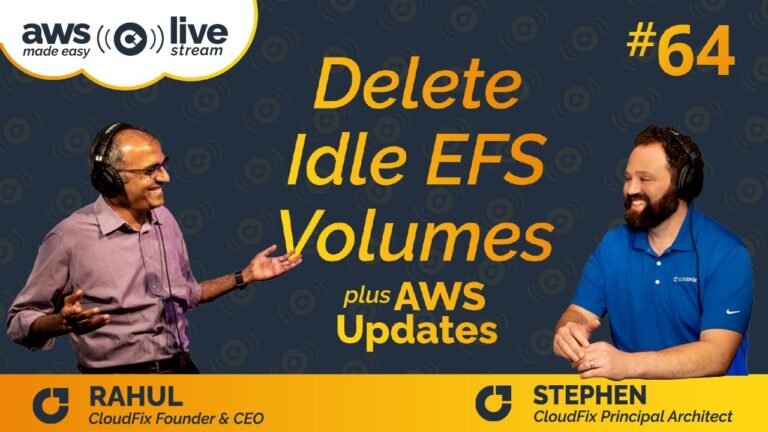 aws live
made easy stream
#64
Delete
Idle EFS
Volumes
plus AWS
Updates
CLOUDFIX
RAHUL
CloudFix Founder & CEO
STEPHEN
CloudFix Principal Architect